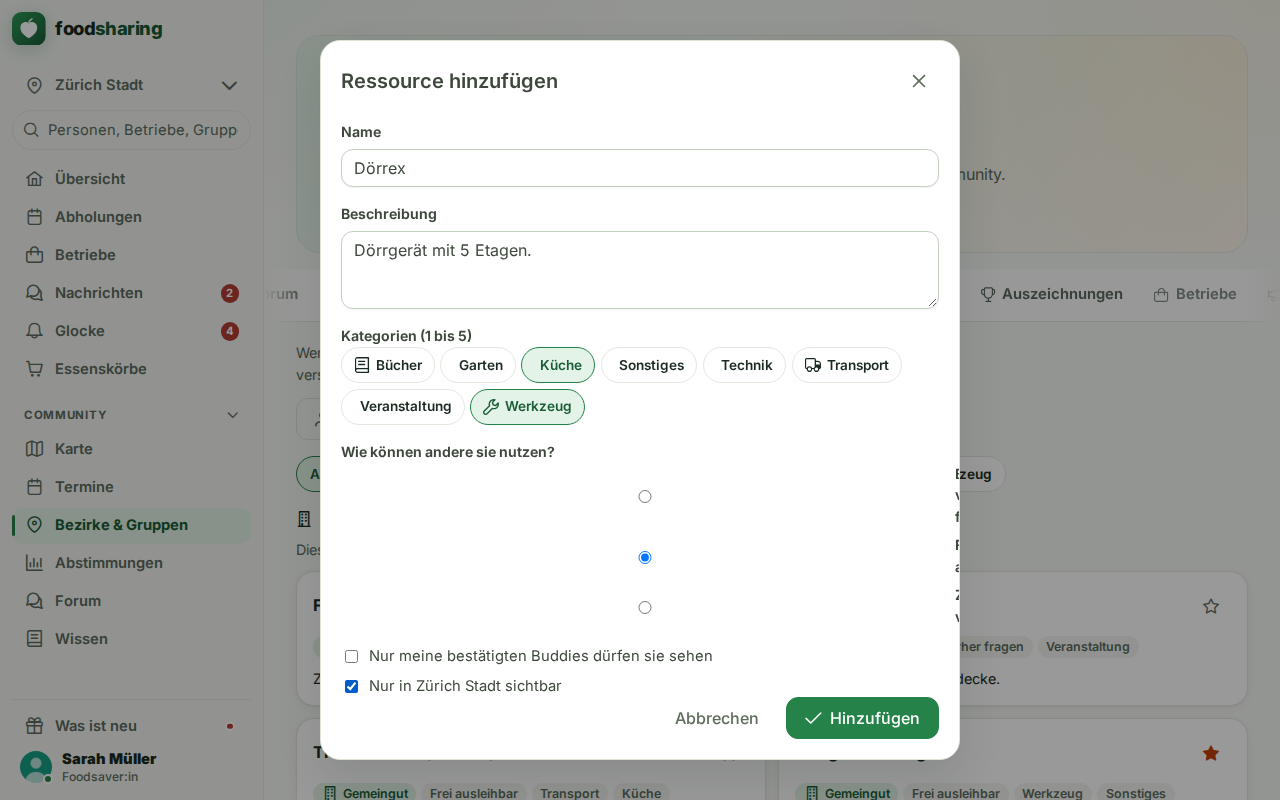 foodsharing
Zürich Stadt
Personen, Betriebe, Grupp
Übersicht
Abholungen
Betriebe
Nachrichten 2
Glocke 4
Essenskörbe
COMMUNITY
Karte
Termine
Bezirke & Gruppen
Abstimmungen
Forum
Wissen
Was ist neu
Sarah Müller
Foodsaver:in
Ressource hinzufügen
Name
Dörrex
Beschreibung
Dörrgerät mit 5 Etagen.
Kategorien (1 bis 5)
Bücher Garten Küche Sonstiges Technik Transport
Veranstaltung Werkzeug
Wie können andere sie nutzen?
Nur meine bestätigten Buddies dürfen sie sehen
Nur in Zürich Stadt sichtbar
Abbrechen Hinzufügen
Auszeichnungen Betriebe
fragen Veranstaltung
Gemeingut Frei ausleihbar Transport Küche
Gemeingut Frei ausleihbar Werkzeug Sonstiges